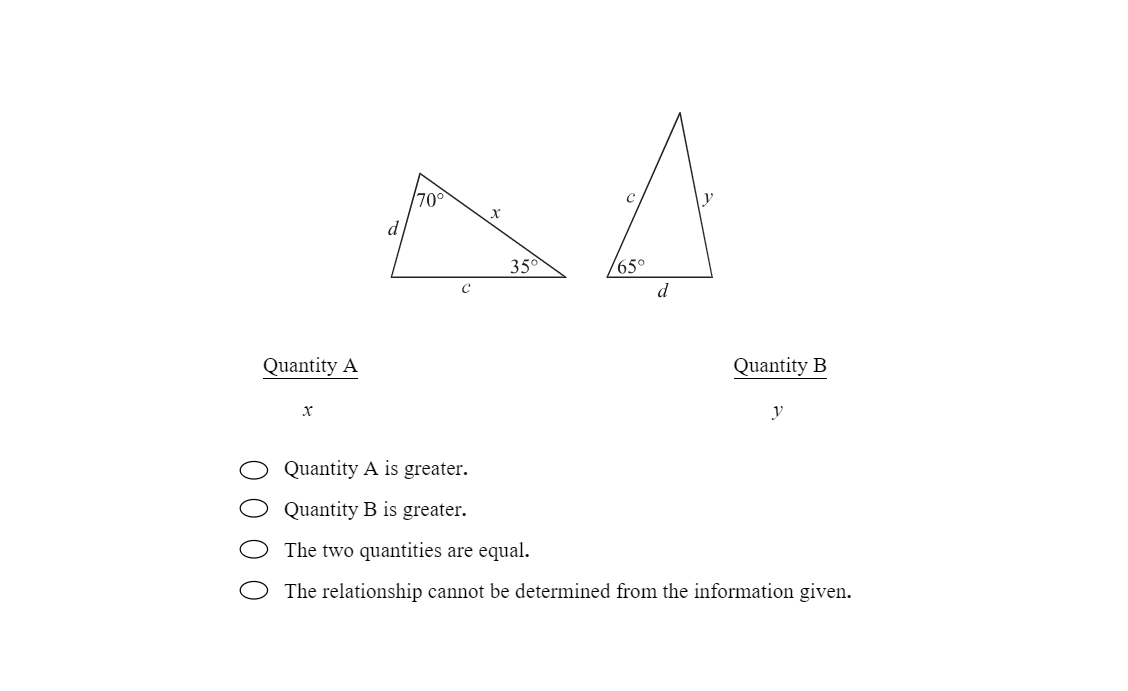 70°
x
d
35°
c
c
y
65°
d
Quantity A
Quantity B
x
y
Quantity A is greater.
Quantity B is greater.
The two quantities are equal.
The relationship cannot be determined from the information given.